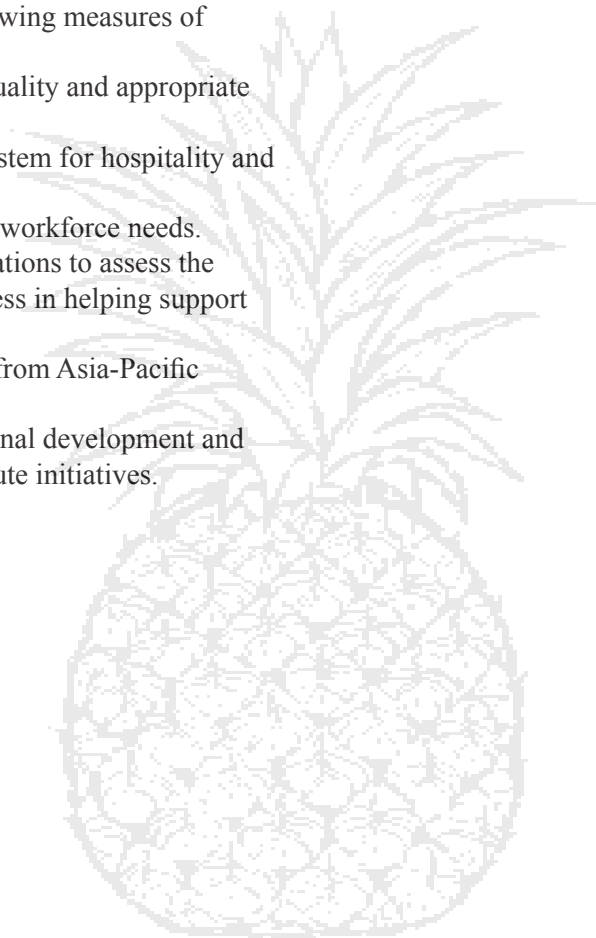 wing measures of
uality and appropriate
stem for hospitality and
workforce needs.
ations to assess the
ess in helping support
from Asia-Pacific
nal development and
ute initiatives.